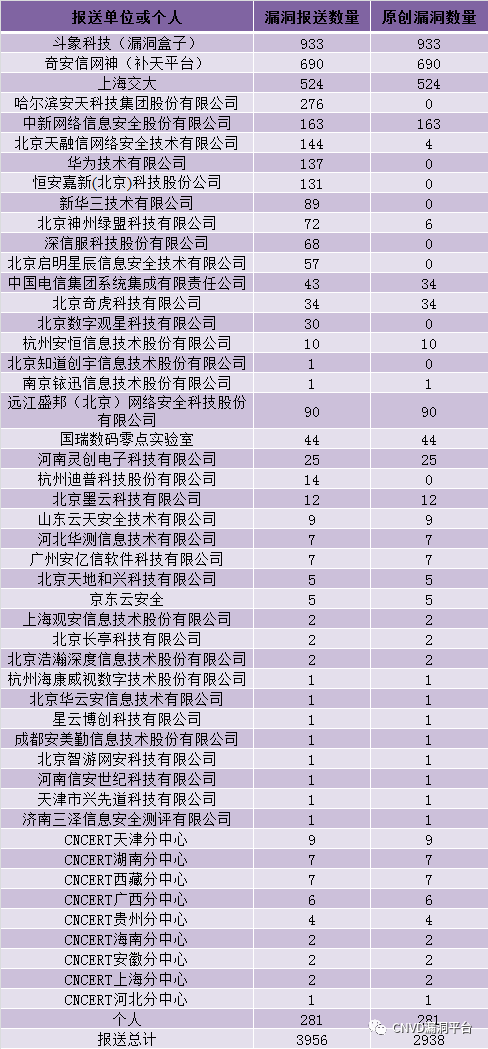 报送单位或个人 漏洞报送数量 原创漏洞数量
斗象科技（漏洞盒子） 933 933
奇安信网神（补天平台） 690 690
上海交大 524 524
哈尔滨安天科技集团股份有限公司 276 0
中新网络信息安全股份有限公司 163 163
北京天融信网络安全技术有限公司 144 4
华为技术有限公司 137 0
恒安嘉新(北京)科技股份公司 131 0
新华三技术有限公司 89 0
北京神州绿盟科技有限公司 72 6
深信服科技股份有限公司 68 0
北京启明星辰信息安全技术有限公司 57 0
中国电信集团系统集成有限责任公司 43 34
北京奇虎科技有限公司 34 34
北京数字观星科技有限公司 30 0
杭州安恒信息技术股份有限公司 10 10
北京知道创宇信息技术股份有限公司 1 0
南京铱迅信息技术股份有限公司 1 1
远江盛邦（北京）网络安全科技股份
有限公司 90 90
国瑞数码零点实验室 44 44
河南灵创电子科技有限公司 25 25
杭州迪普科技股份有限公司 14 0
北京墨云科技有限公司 12 12
山东云天安全技术有限公司 9 9
河北华测信息技术有限公司 7 7
广州安亿信软件科技有限公司 7 7
北京天地和兴科技有限公司 5 5
京东云安全 5 5
上海观安信息技术股份有限公司 2 2
北京长亭科技有限公司 2 2
北京浩瀚深度信息技术股份有限公司 2 2
杭州海康威视数字技术股份有限公司 1 1
北京华云安信息技术有限公司 1 1
星云博创科技有限公司 1 1
成都安美勤信息技术股份有限公司 1 1
北京智游网安科技有限公司 1 1
河南信安世纪科技有限公司 1 1
天津市兴先道科技有限公司 1 1
济南三泽信息安全测评有限公司 1 1
CNCERT天津分中心 9 9
CNCERT湖南分中心 7 7
CNCERT西藏分中心 7 7
CNCERT广西分中心 6 6
CNCERT贵州分中心 4 4
CNCERT海南分中心 2 2
CNCERT安徽分中心 2 2
CNCERT上海分中心 2 2
CNCERT河北分中心 1 1
个人 281 281
报送总计 3956 2938
CNVD漏洞平台